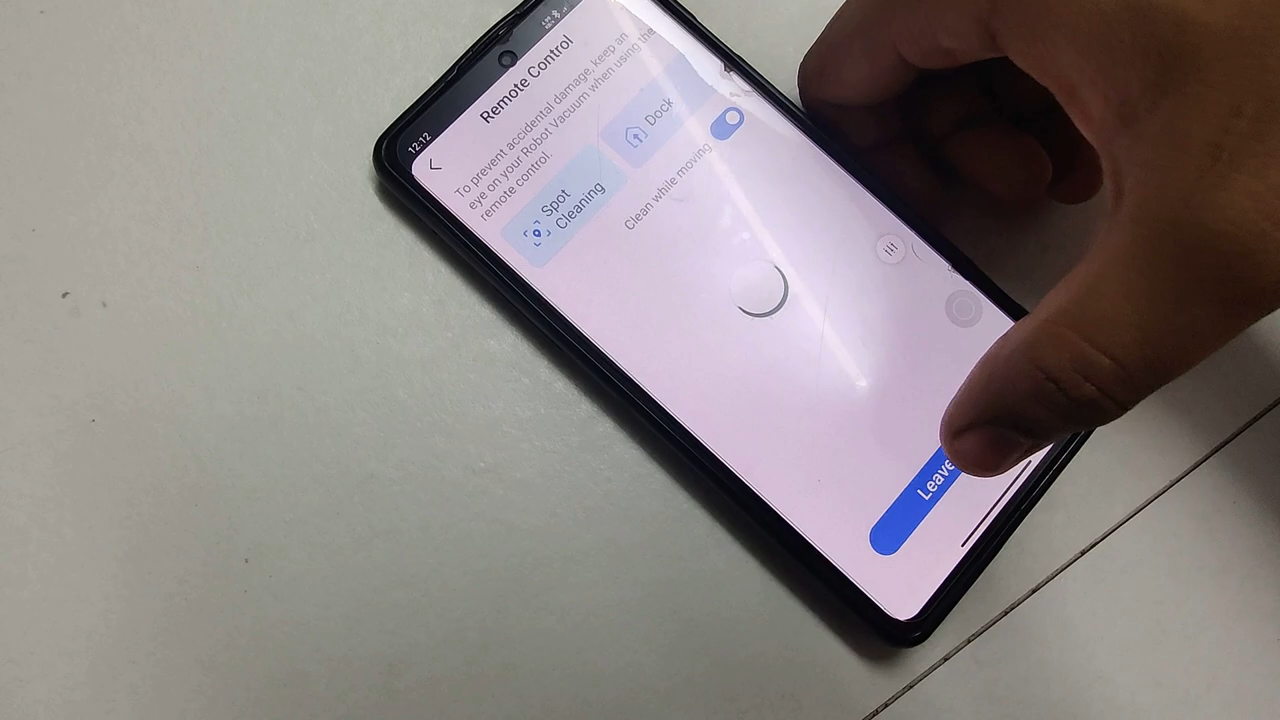 12:12
Remote Control
To prevent accidental damage, keep an
eye on your Robot Vacuum when using the
remote control.
Spot
Cleaning
Dock
Clean while moving
Leave